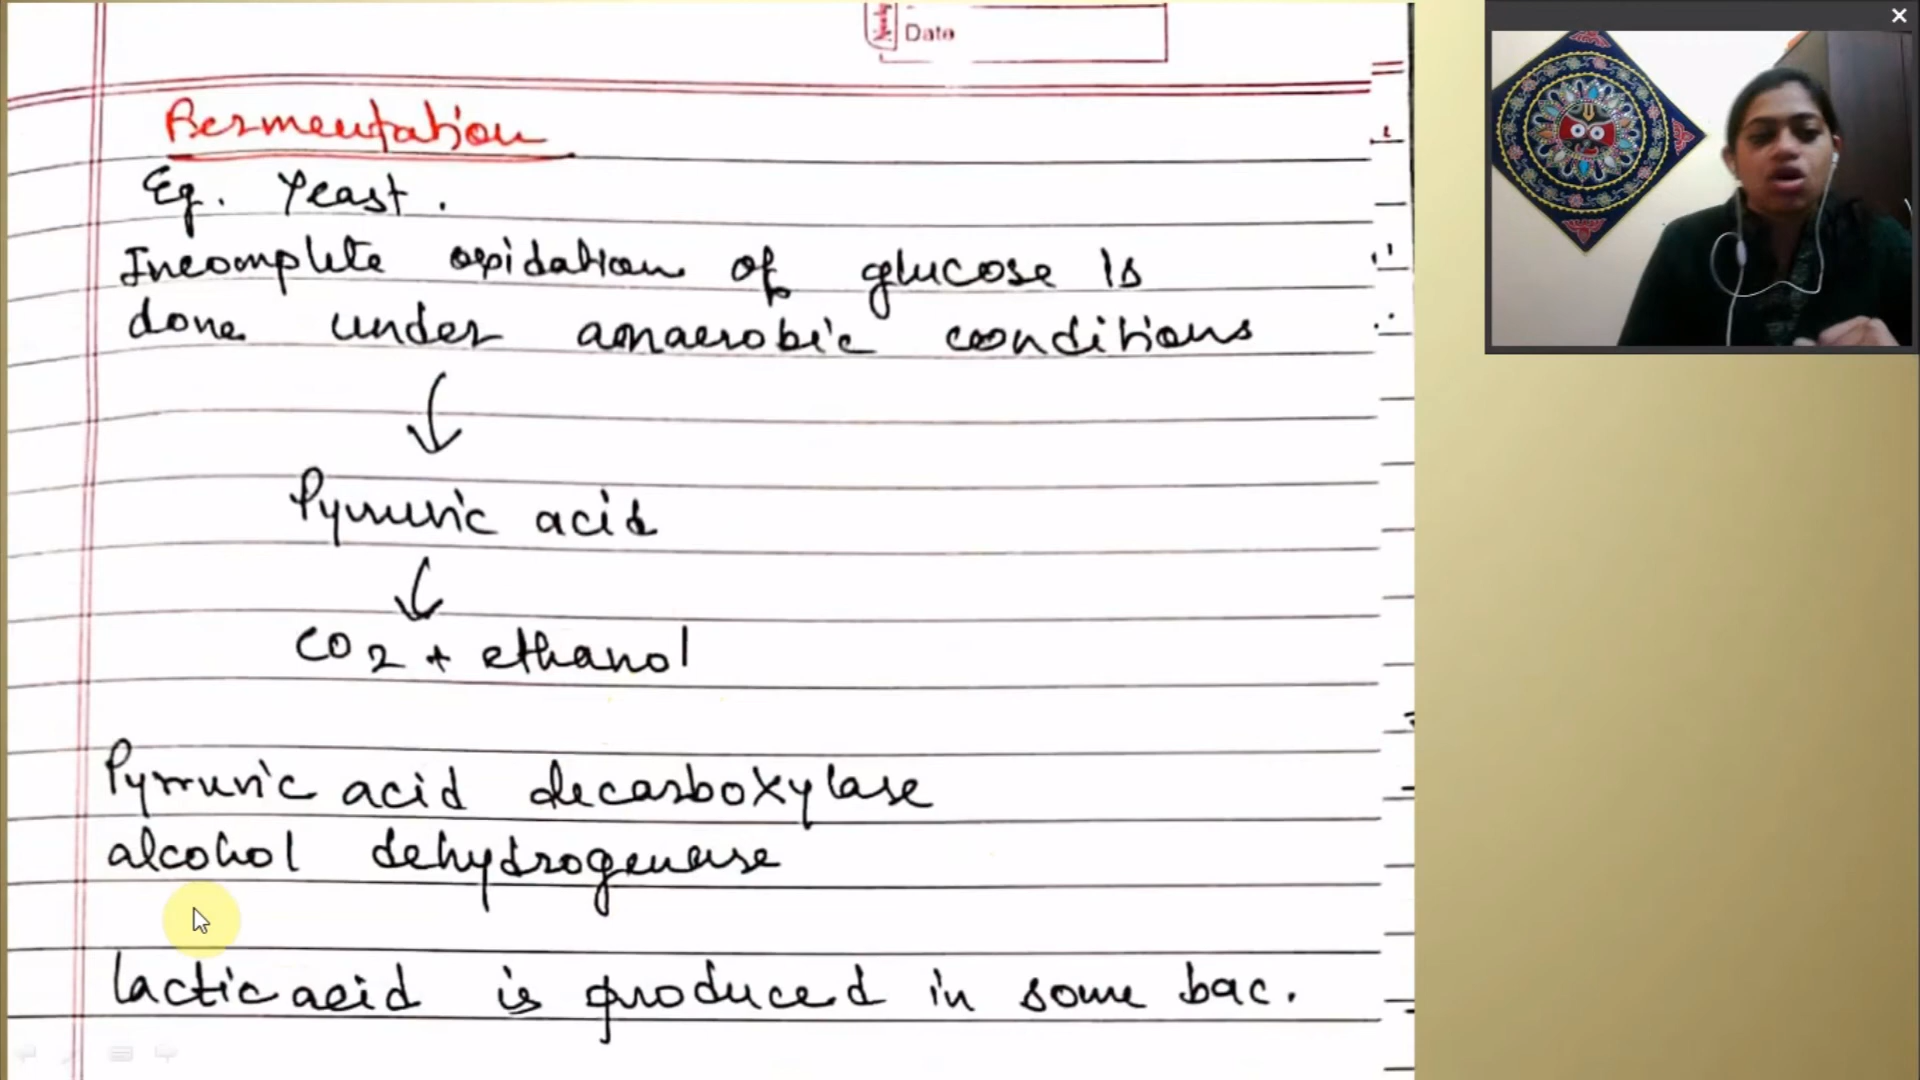 Date
Fermentation
Eg. Yeast.
Incomplete oxidation of glucose is
done under anaerobic conditions
Pyruvic acid
CO2 + ethanol
Pyruvic acid decarboxylase
alcohol dehydrogenase
lactic acid is produced in some bac.